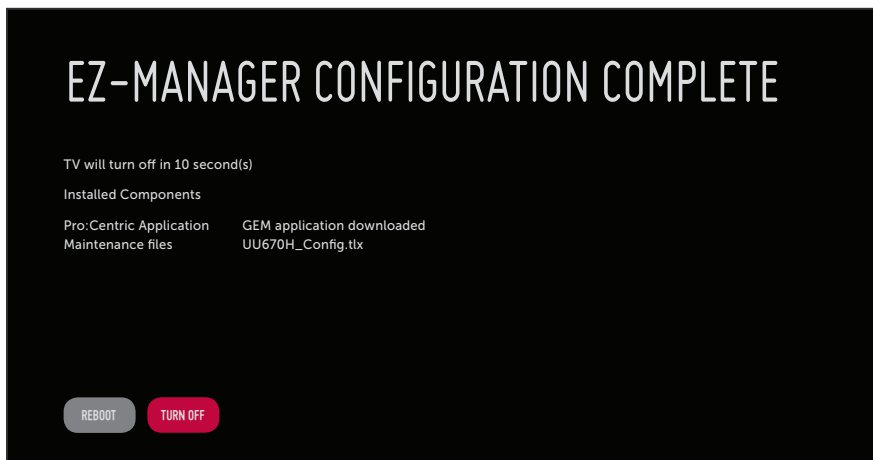 EZ-MANAGER CONFIGURATION COMPLETE
TV will turn off in 10 second(s)
Installed Components
Pro:Centric Application GEM application downloaded
Maintenance files UU670H_Config.tlx
REBOOT TURN OFF